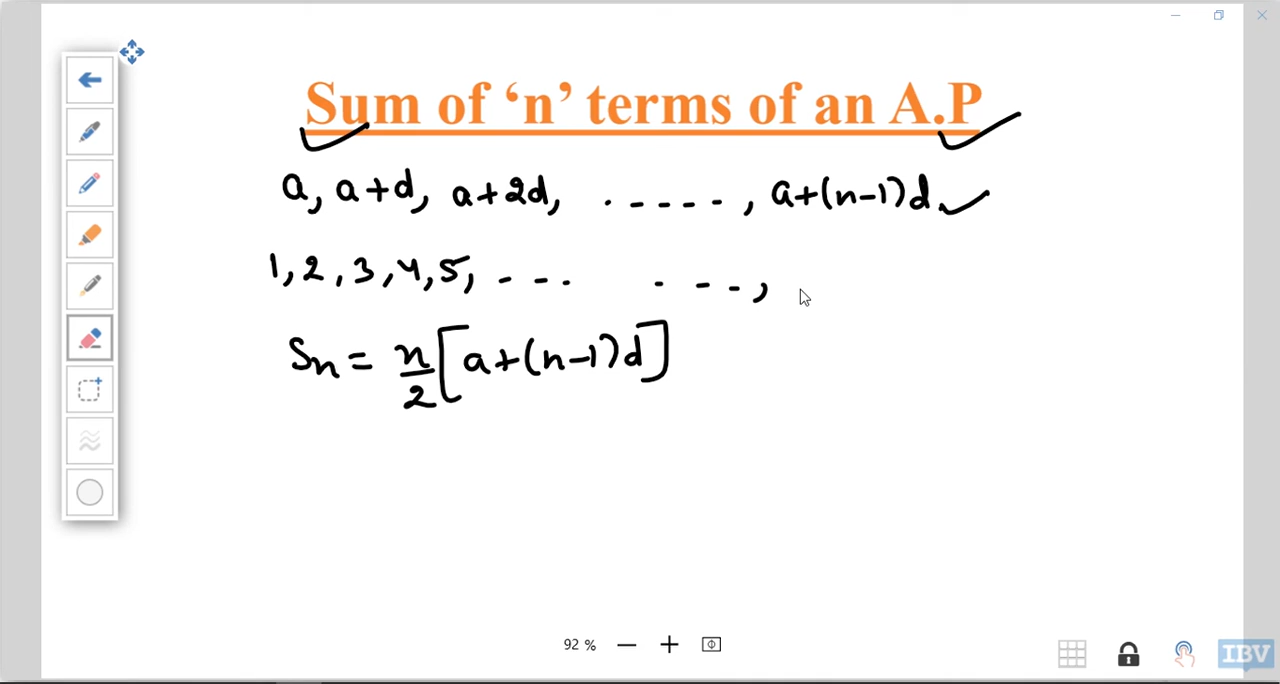 Sum of ‘n’ terms of an A.P
a, a+d, a+2d, . - - - - , a+(n-1)d
1, 2, 3, 4, 5, - - . . - - ,
Sn = n/2 [a+(n-1)d]
92 %
IBV